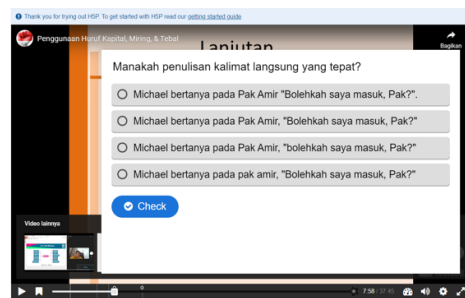 Thank you for trying out H5P. To get started with H5P read our getting started guide
Penggunaan Huruf Kapital, Miring, & Tebal
Lanjutan
Bagikan
Manakah penulisan kalimat langsung yang tepat?
Michael bertanya pada Pak Amir "Bolehkah saya masuk, Pak?".
Michael bertanya pada Pak Amir, "Bolehkah saya masuk, Pak?"
Michael bertanya pada Pak Amir, "bolehkah saya masuk, Pak?"
Michael bertanya pada pak amir, "Bolehkah saya masuk, Pak?"
Check
Video lainnya
7:58 / 37:45